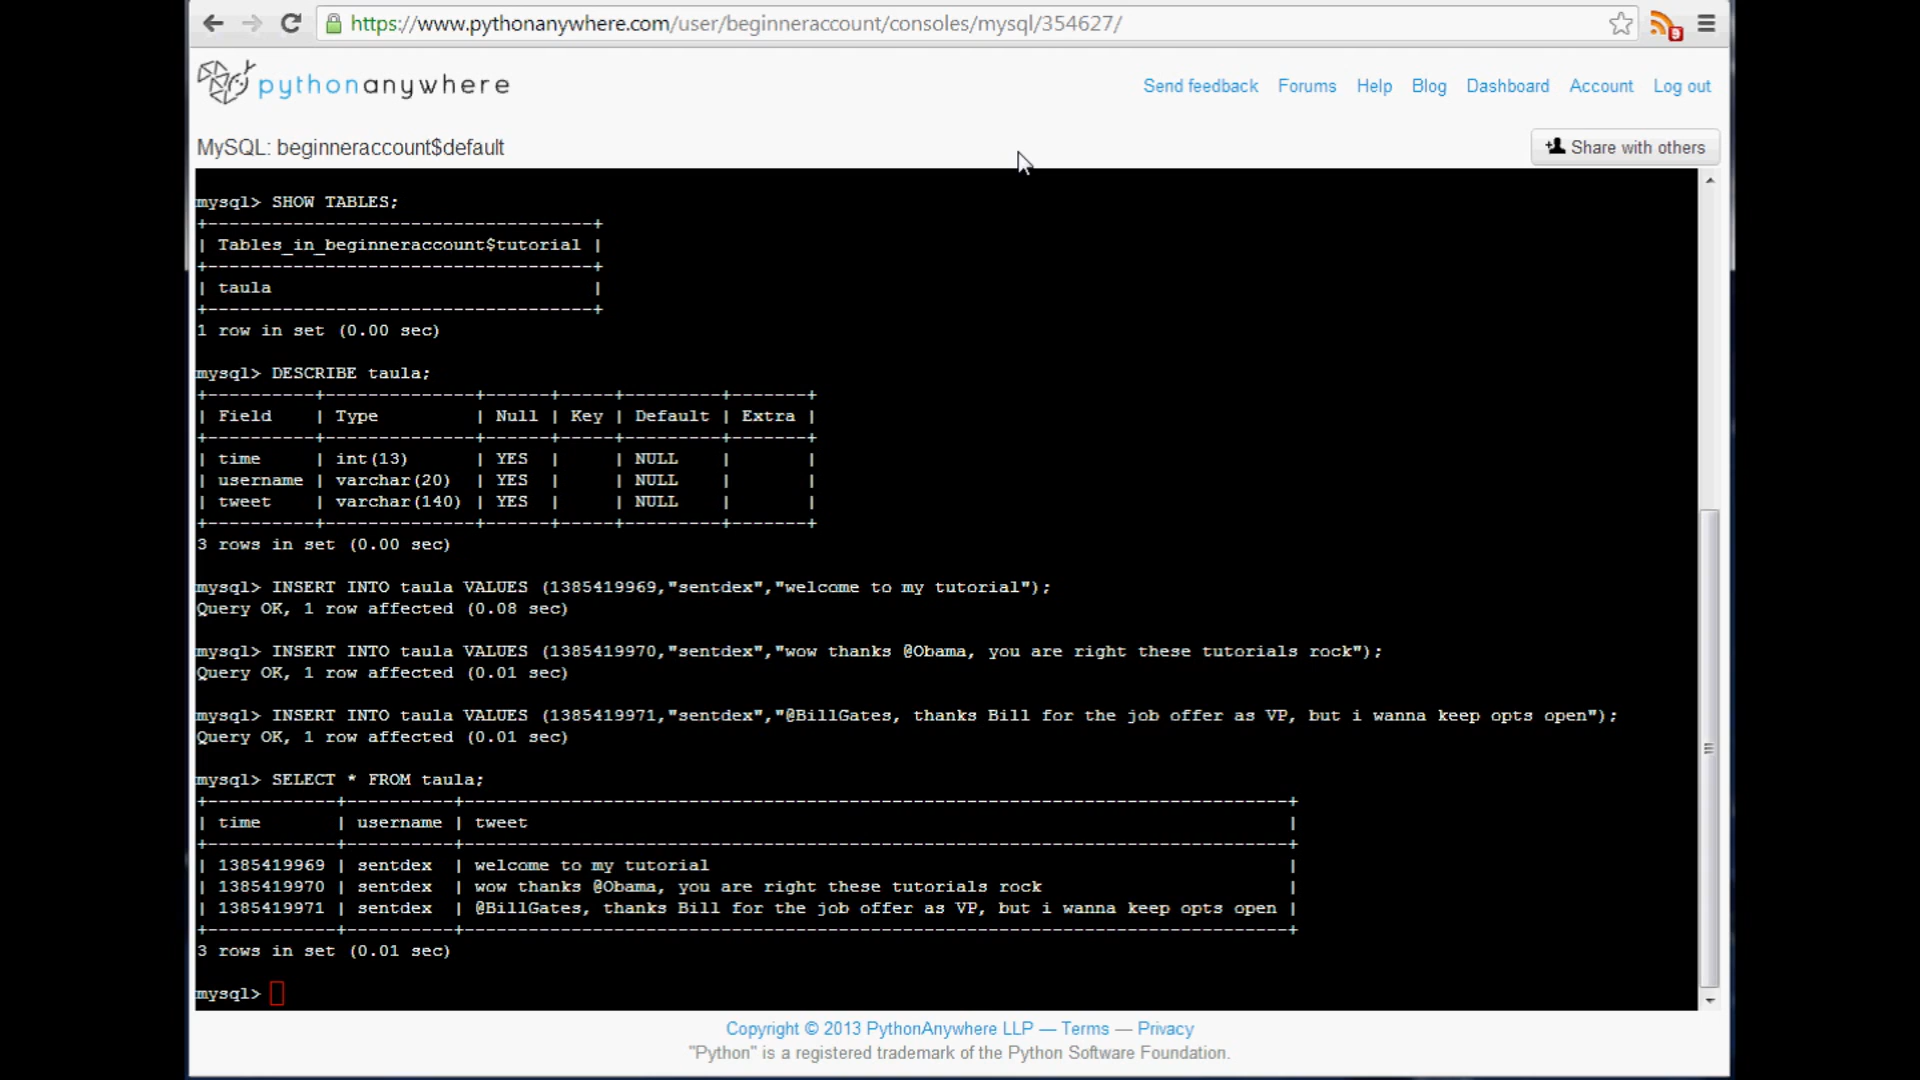 https://www.pythonanywhere.com/user/beginneraccount/consoles/mysql/354627/
9
pythonanywhere
Send feedback Forums Help Blog Dashboard Account Log out
MySQL: beginneraccount$default
Share with others
mysql> SHOW TABLES;
+------------------------------------+
| Tables_in_beginneraccount$tutorial |
+------------------------------------+
| taula                              |
+------------------------------------+
1 row in set (0.00 sec)
mysql> DESCRIBE taula;
+----------+--------------+------+-----+---------+-------+
| Field    | Type         | Null | Key | Default | Extra |
+----------+--------------+------+-----+---------+-------+
| time     | int(13)      | YES  |     | NULL    |       |
| username | varchar(20)  | YES  |     | NULL    |       |
| tweet    | varchar(140) | YES  |     | NULL    |       |
+----------+--------------+------+-----+---------+-------+
3 rows in set (0.00 sec)
mysql> INSERT INTO taula VALUES (1385419969,"sentdex","welcome to my tutorial");
Query OK, 1 row affected (0.08 sec)
mysql> INSERT INTO taula VALUES (1385419970,"sentdex","wow thanks @Obama, you are right these tutorials rock");
Query OK, 1 row affected (0.01 sec)
mysql> INSERT INTO taula VALUES (1385419971,"sentdex","@BillGates, thanks Bill for the job offer as VP, but i wanna keep opts open");
Query OK, 1 row affected (0.01 sec)
mysql> SELECT * FROM taula;
+------------+----------+-----------------------------------------------------------------------------+
| time       | username | tweet                                                                       |
+------------+----------+-----------------------------------------------------------------------------+
| 1385419969 | sentdex  | welcome to my tutorial                                                      |
| 1385419970 | sentdex  | wow thanks @Obama, you are right these tutorials rock                       |
| 1385419971 | sentdex  | @BillGates, thanks Bill for the job offer as VP, but i wanna keep opts open |
+------------+----------+-----------------------------------------------------------------------------+
3 rows in set (0.01 sec)
mysql>
Copyright © 2013 PythonAnywhere LLP — Terms — Privacy
"Python" is a registered trademark of the Python Software Foundation.